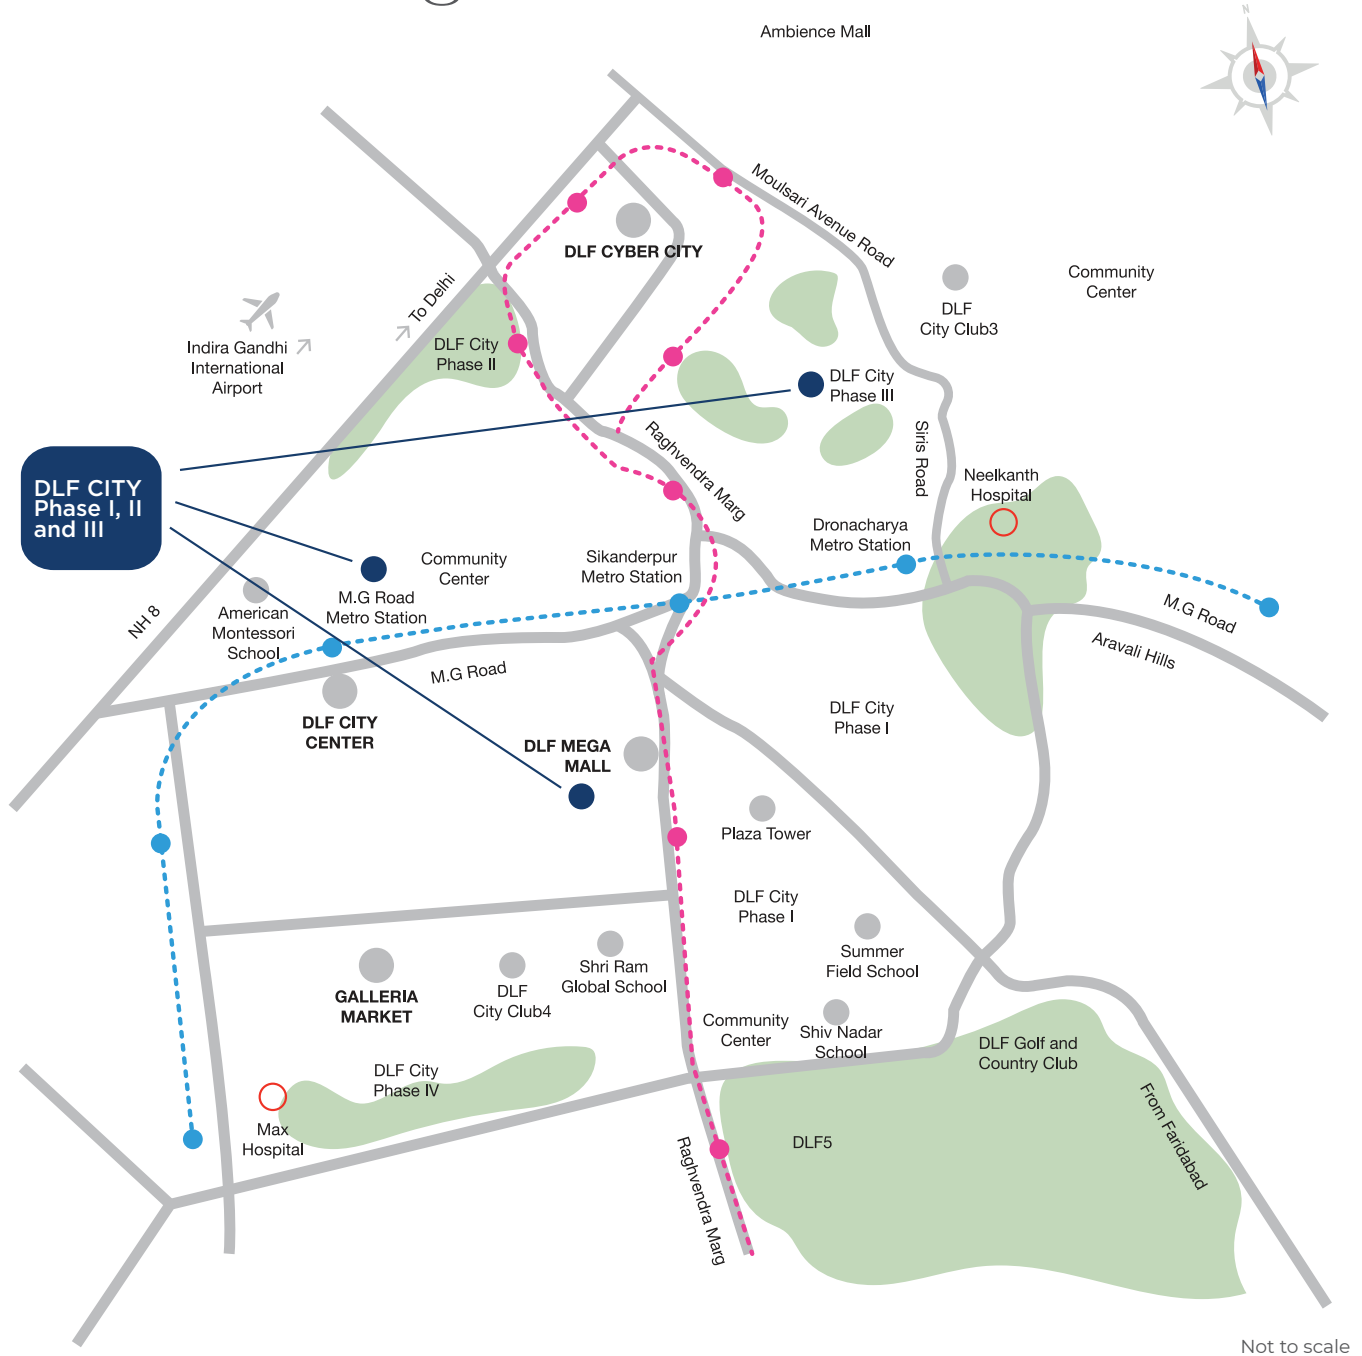 N
Ambience Mall
Moulsari Avenue Road
DLF CYBER CITY
Community
Center
To Delhi
DLF
City Club3
Indira Gandhi
International
Airport
DLF City
Phase II
DLF City
Phase III
Raghvendra Marg
Siris Road
Neelkanth
Hospital
DLF CITY
Phase I, II
and III
Dronacharya
Metro Station
Community
Center
Sikanderpur
Metro Station
M.G Road
Metro Station
American
Montessori
School
NH 8
M.G Road
Aravali Hills
M.G Road
DLF CITY
CENTER
DLF City
Phase I
DLF MEGA
MALL
Plaza Tower
DLF City
Phase I
Summer
Field School
Shri Ram
Global School
GALLERIA
MARKET
DLF
City Club4
Community
Center
Shiv Nadar
School
DLF Golf and
Country Club
DLF City
Phase IV
Max
Hospital
DLF5
From Faridabad
Raghvendra Marg
Not to scale